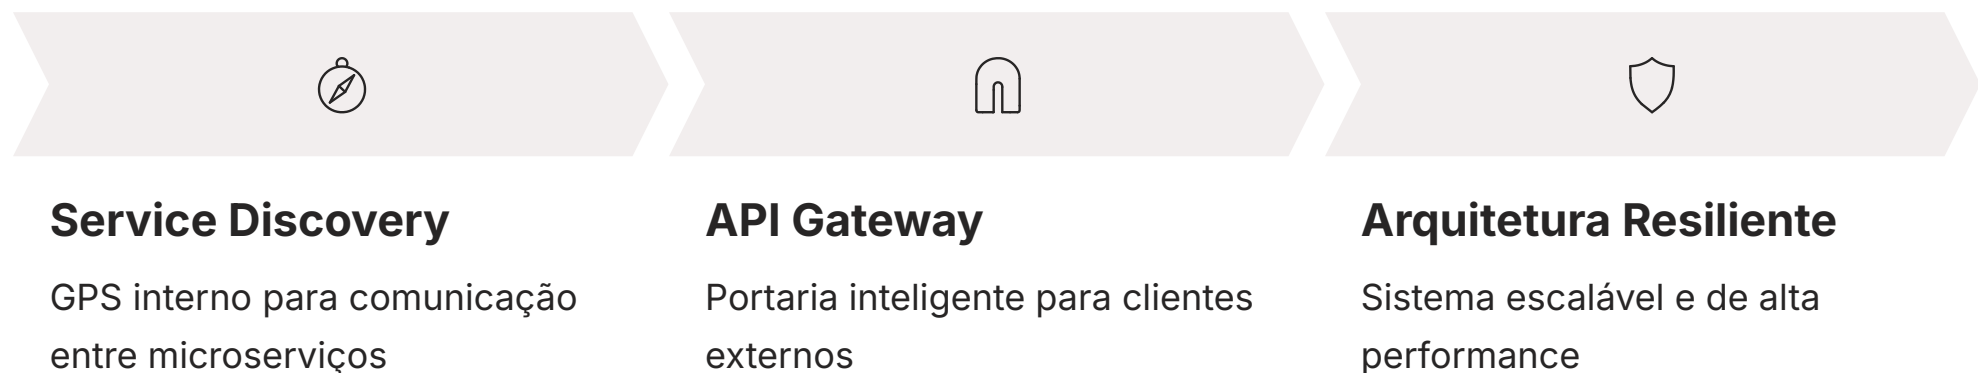 Service Discovery
GPS interno para comunicação
entre microserviços
API Gateway
Portaria inteligente para clientes
externos
Arquitetura Resiliente
Sistema escalável e de alta
performance